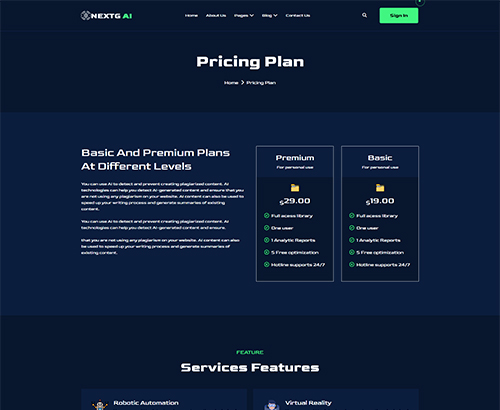 NEXTG AI
Home About Us Pages Blog Contact Us
Sign In
Pricing Plan
Home > Pricing Plan
Basic And Premium Plans
At Different Levels
You can use AI to detect and prevent creating plagiarized content. AI
technologies can help you detect AI-generated content and ensure that you
are not using any plagiarism on your website. AI content can also be used to
speed up your writing process and generate summaries of existing
content.
You can use AI to detect and prevent creating plagiarized content. AI
technologies can help you detect AI-generated content and ensure.
that you are not using any plagiarism on your website. AI content can also
be used to speed up your writing process and generate summaries of
existing content.
Premium
For personal use
$29.00
Full acess library
One user
1 Analytic Raports
5 Free optimization
Hotline supports 24/7
Basic
For personal use
$19.00
Full acess library
One user
1 Analytic Raports
5 Free optimization
Hotline supports 24/7
FEATURE
Services Features
Robotic Automation
Virtual Reality